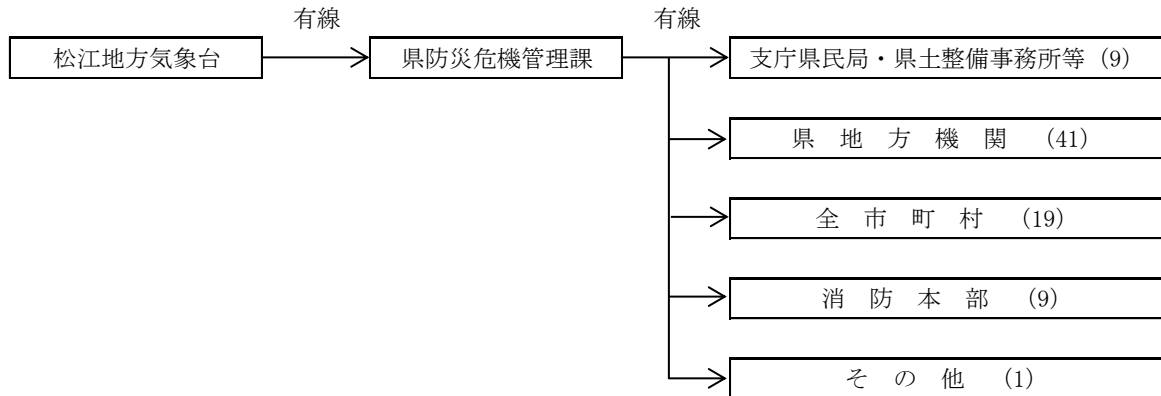 有線 有線
松江地方気象台 県防災危機管理課 支庁県民局・県土整備事務所等 (9)
県 地 方 機 関 (41)
全 市 町 村 (19)
消 防 本 部 (9)
そ の 他 (1)